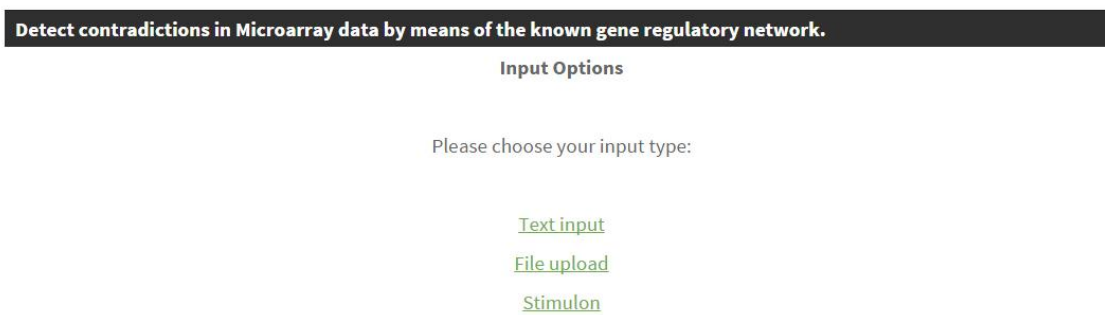 Detect contradictions in Microarray data by means of the known gene regulatory network.
Input Options
Please choose your input type:
Text input
File upload
Stimulon